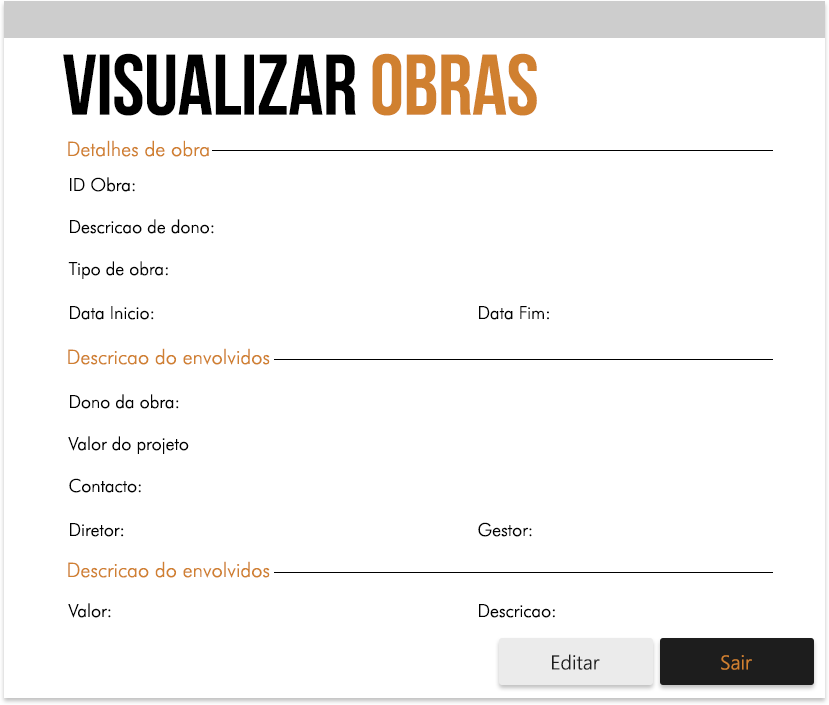 VISUALIZAR OBRAS
Detalhes de obra
ID Obra:
Descricao de dono:
Tipo de obra:
Data Inicio: Data Fim:
Descricao do envolvidos
Dono da obra:
Valor do projeto
Contacto:
Diretor: Gestor:
Descricao do envolvidos
Valor: Descricao:
Editar Sair